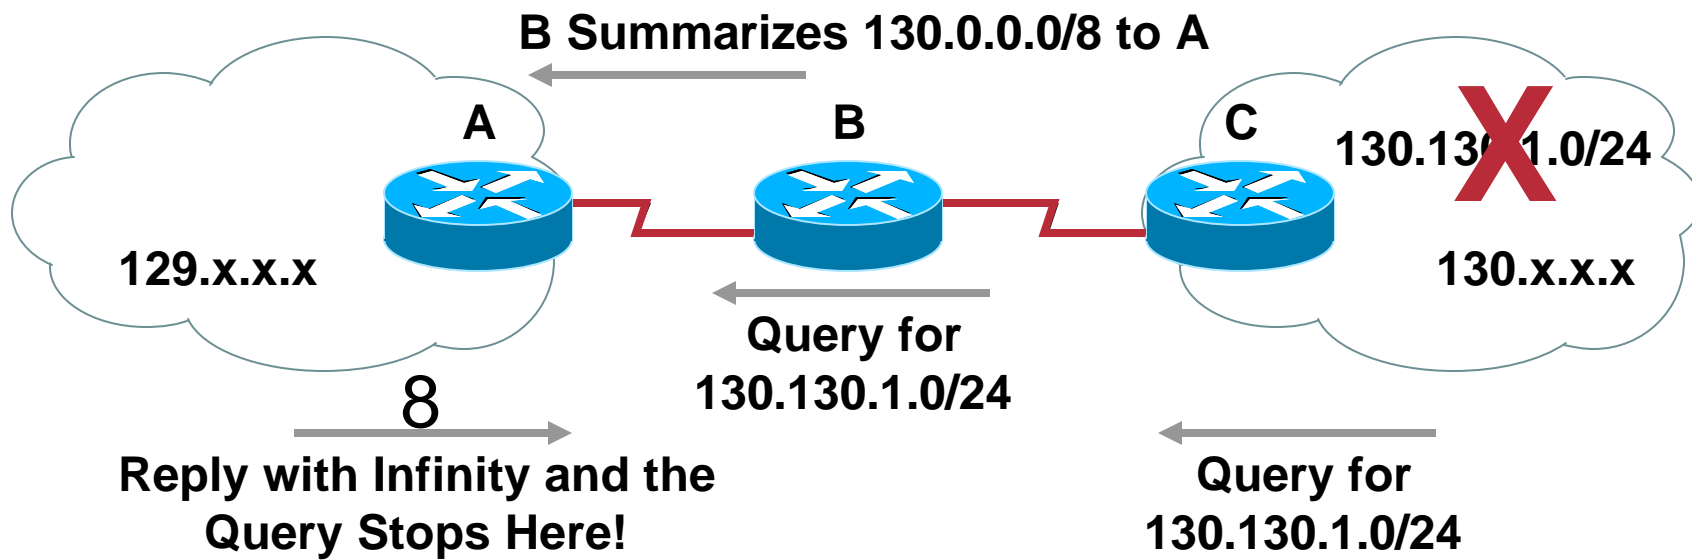 B Summarizes 130.0.0.0/8 to A
A
B
C
130.130.1.0/24
129.x.x.x
130.x.x.x
Query for
130.130.1.0/24
8
Reply with Infinity and the
Query Stops Here!
Query for
130.130.1.0/24